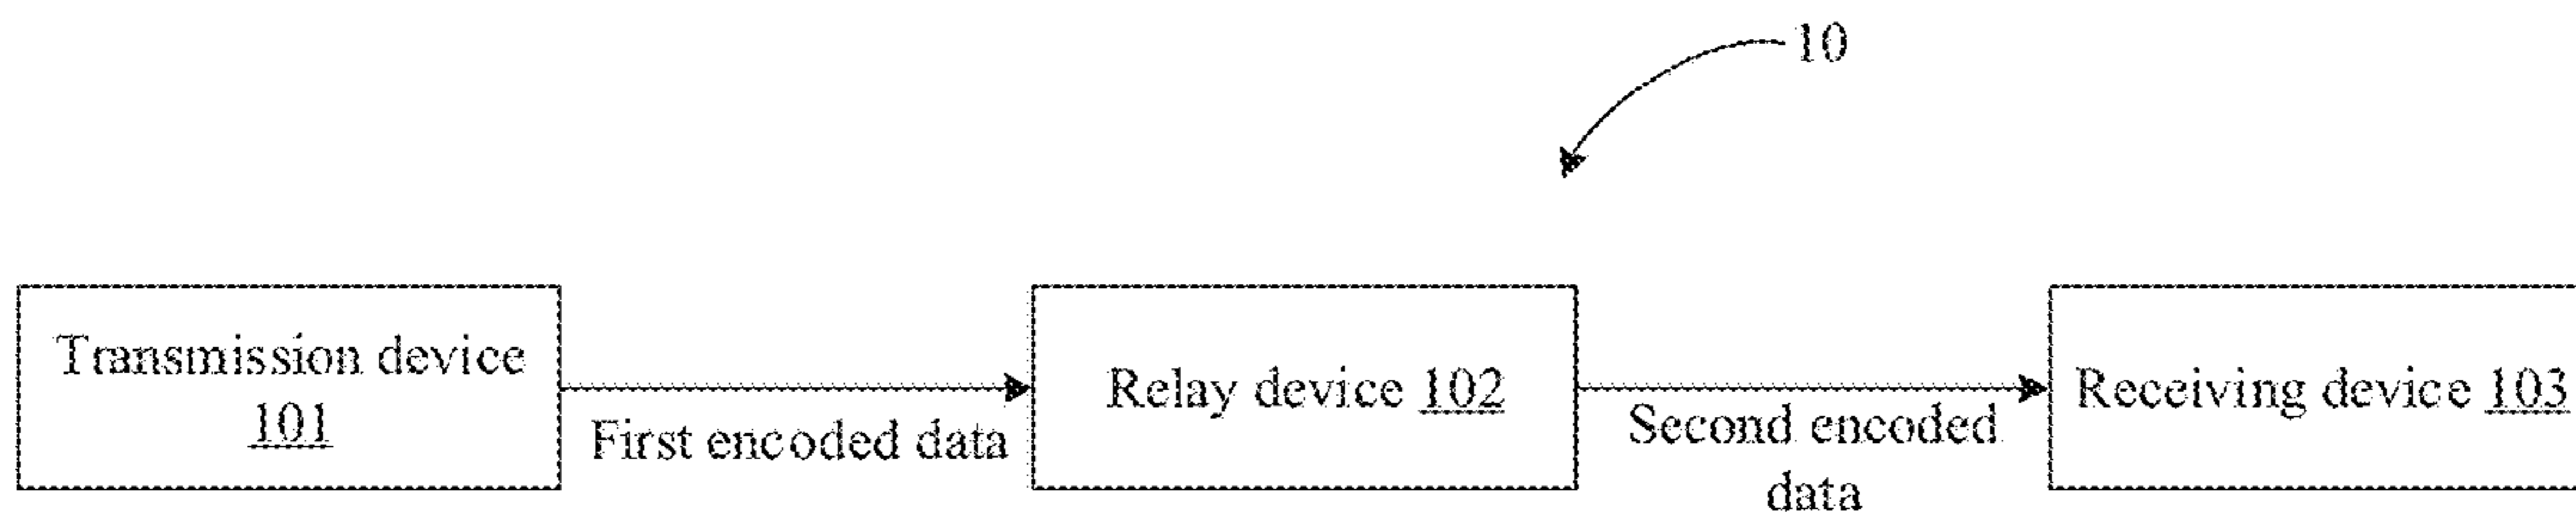 10
Transmission device
101
First encoded data
Relay device 102
Second encoded
data
Receiving device 103